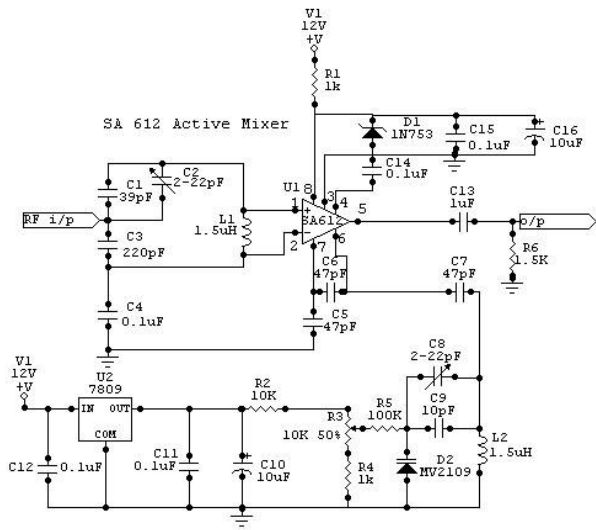 V1
12V
+V
R1
1k
SA 612 Active Mixer
D1
1N753
C15
0.1uF
C16
10uF
C14
0.1uF
C2
2-22pF
C1
39pF
U1
8
3
4
1
+
SA612
5
C13
1uF
o/p
RF i/p
L1
1.5uH
2
-
7
6
R6
1.5K
C3
220pF
C6
47pF
C7
47pF
C4
0.1uF
C5
47pF
V1
12V
+V
U2
7809
IN OUT
COM
R2
10K
C8
2-22pF
R3
10K 50%
R5
100K
C9
10pF
L2
1.5uH
C12
0.1uF
C11
0.1uF
C10
10uF
R4
1k
D2
MV2109